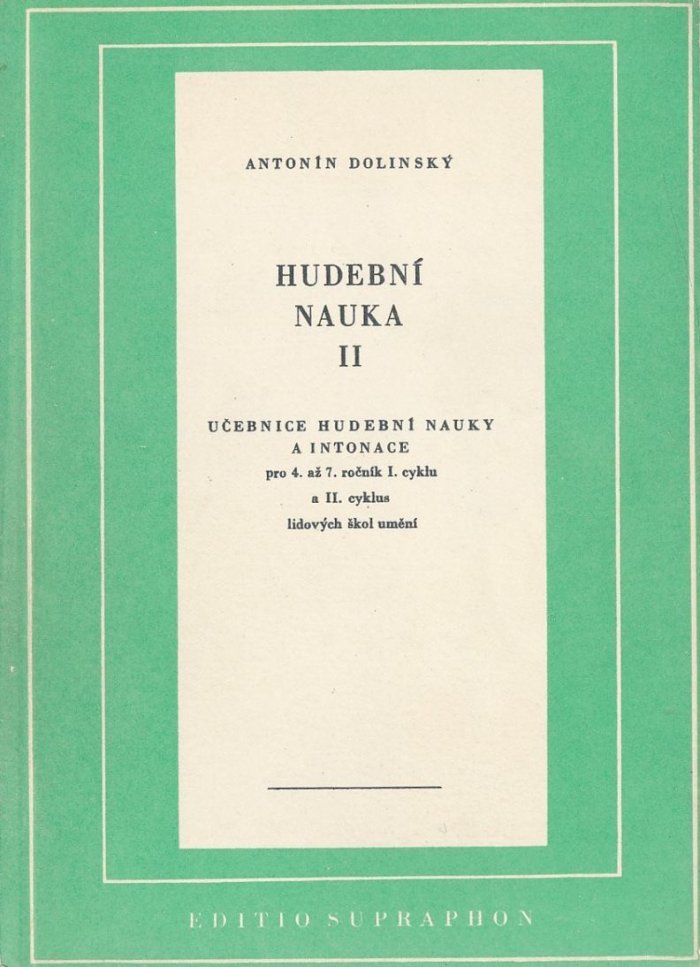 ANTONÍN DOLINSKÝ
HUDEBNÍ
NAUKA
II
UČEBNICE HUDEBNÍ NAUKY
A INTONACE
pro 4. až 7. ročník I. cyklu
a II. cyklus
lidových škol umění
EDITIO SUPRAPHON